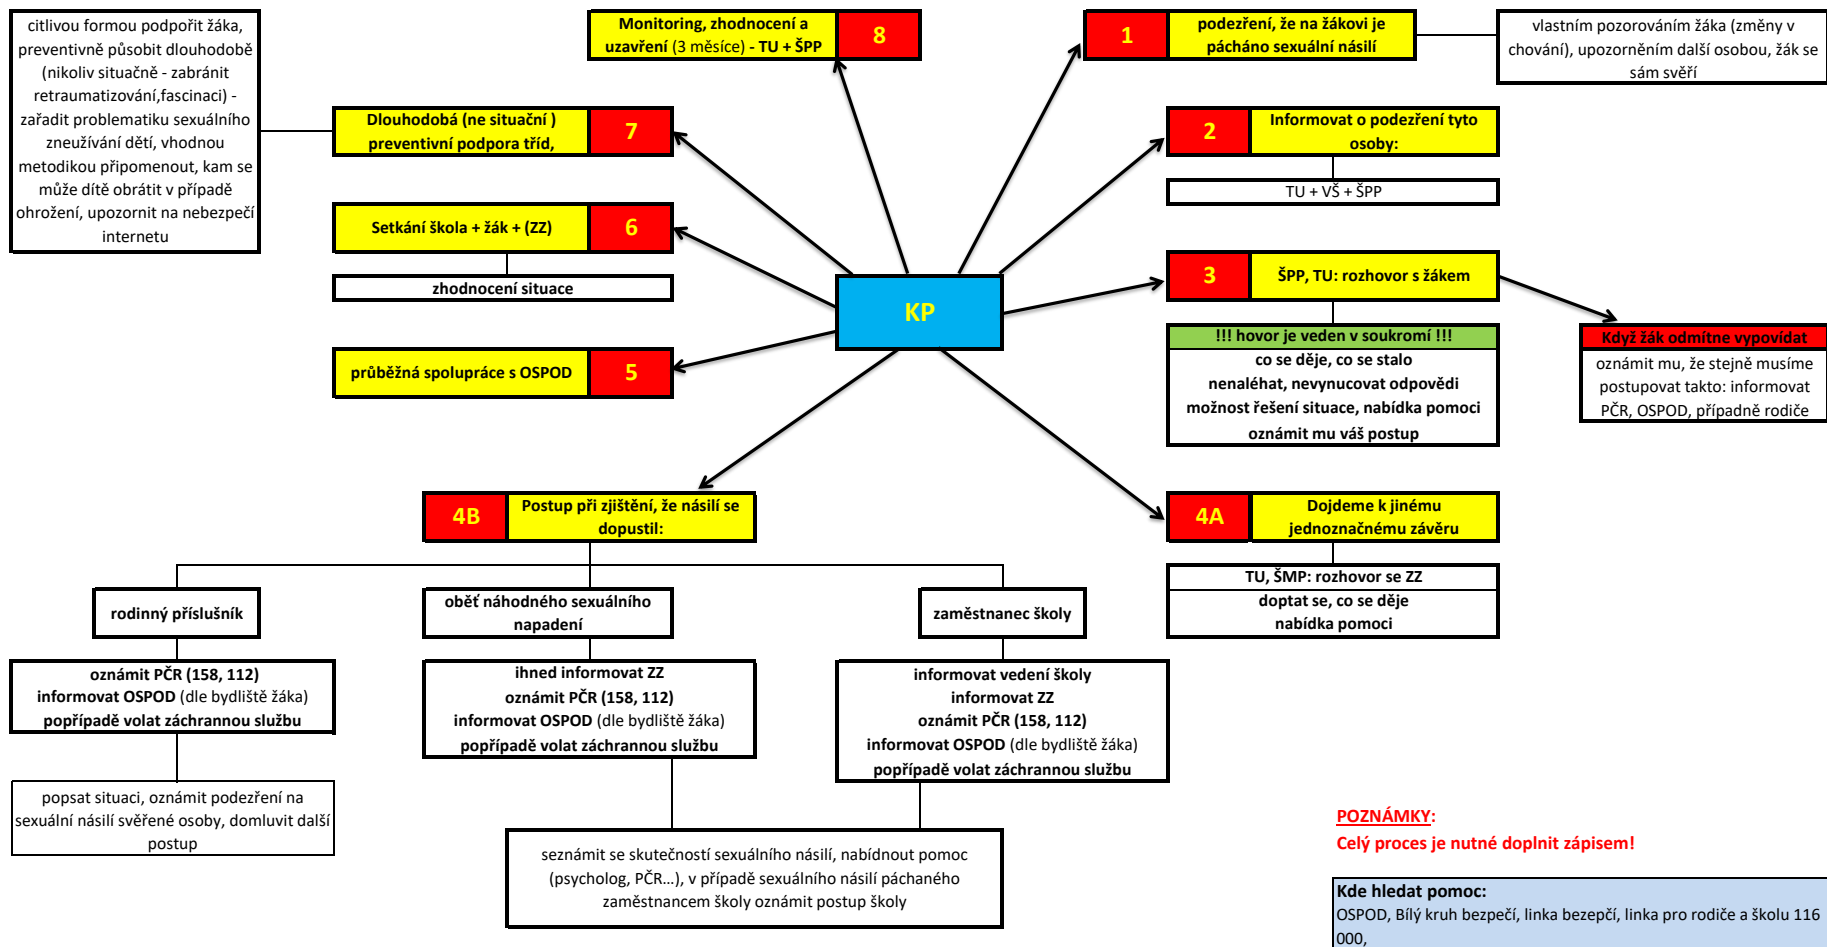 citlivou formou podpořit žáka,
preventivně působit dlouhodobě
(nikoliv situačně - zabránit
retraumatizování,fascinaci) -
zařadit problematiku sexuálního
zneužívání dětí, vhodnou
metodikou připomenout, kam se
může dítě obrátit v případě
ohrožení, upozornit na nebezpečí
internetu
Monitoring, zhodnocení a
uzavření (3 měsíce) - TU + ŠPP
8
1
podezření, že na žákovi je
pácháno sexuální násilí
vlastním pozorováním žáka (změny v
chování), upozorněním další osobou, žák se
sám svěří
Dlouhodobá (ne situační )
preventivní podpora tříd,
7
2
Informovat o podezření tyto
osoby:
TU + VŠ + ŠPP
Setkání škola + žák + (ZZ)
6
zhodnocení situace
KP
3
ŠPP, TU: rozhovor s žákem
!!! hovor je veden v soukromí !!!
co se děje, co se stalo
nenaléhat, nevynucovat odpovědi
možnost řešení situace, nabídka pomoci
oznámit mu váš postup
Když žák odmítne vypovídat
oznámit mu, že stejně musíme
postupovat takto: informovat
PČR, OSPOD, případně rodiče
průběžná spolupráce s OSPOD
5
4B
Postup při zjištění, že násilí se
dopustil:
4A
Dojdeme k jinému
jednoznačnému závěru
TU, ŠMP: rozhovor se ZZ
doptat se, co se děje
nabídka pomoci
rodinný příslušník
oběť náhodného sexuálního
napadení
zaměstnanec školy
oznámit PČR (158, 112)
informovat OSPOD (dle bydliště žáka)
popřípadě volat záchrannou službu
ihned informovat ZZ
oznámit PČR (158, 112)
informovat OSPOD (dle bydliště žáka)
popřípadě volat záchrannou službu
informovat vedení školy
informovat ZZ
oznámit PČR (158, 112)
informovat OSPOD (dle bydliště žáka)
popřípadě volat záchrannou službu
popsat situaci, oznámit podezření na
sexuální násilí svěřené osoby, domluvit další
postup
seznámit se skutečností sexuálního násilí, nabídnout pomoc
(psycholog, PČR...), v případě sexuálního násilí páchaného
zaměstnancem školy oznámit postup školy
POZNÁMKY:
Celý proces je nutné doplnit zápisem!
Kde hledat pomoc:
OSPOD, Bílý kruh bezpečí, linka bezepčí, linka pro rodiče a školu 116
000,